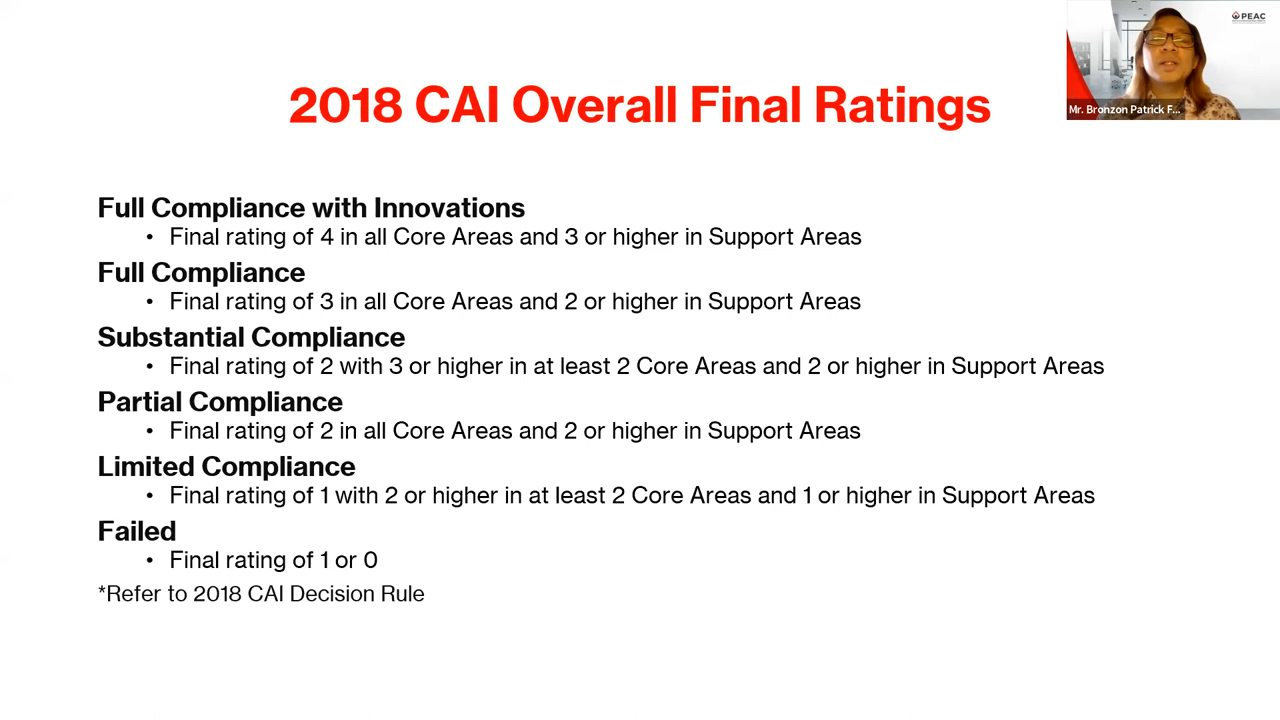 PEAC
Mr. Bronzon Patrick F...
2018 CAI Overall Final Ratings
Full Compliance with Innovations
• Final rating of 4 in all Core Areas and 3 or higher in Support Areas
Full Compliance
• Final rating of 3 in all Core Areas and 2 or higher in Support Areas
Substantial Compliance
• Final rating of 2 with 3 or higher in at least 2 Core Areas and 2 or higher in Support Areas
Partial Compliance
• Final rating of 2 in all Core Areas and 2 or higher in Support Areas
Limited Compliance
• Final rating of 1 with 2 or higher in at least 2 Core Areas and 1 or higher in Support Areas
Failed
• Final rating of 1 or 0
*Refer to 2018 CAI Decision Rule